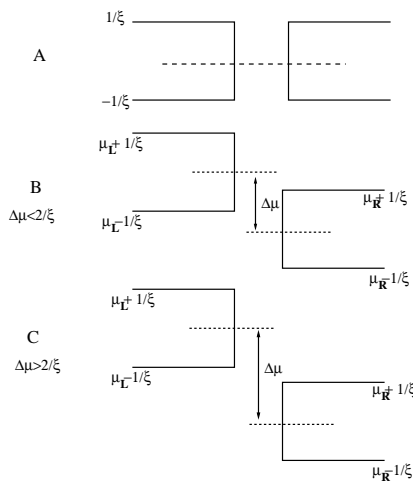 1/ξ
A
−1/ξ
μL+ 1/ξ
B
μR+ 1/ξ
Δμ
Δμ<2/ξ
μL−1/ξ
μR−1/ξ
μL+ 1/ξ
C
Δμ
Δμ>2/ξ
μL−1/ξ
μR+ 1/ξ
μR−1/ξ